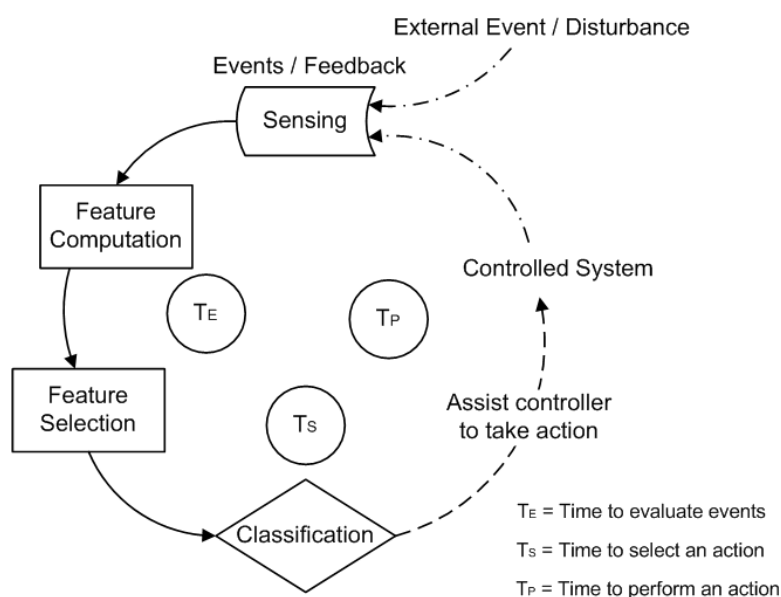 External Event / Disturbance
Events / Feedback
Sensing
Feature
Computation
Controlled System
TE
TP
Feature
Selection
Assist controller
to take action
TS
Classification
TE = Time to evaluate events
TS = Time to select an action
TP = Time to perform an action